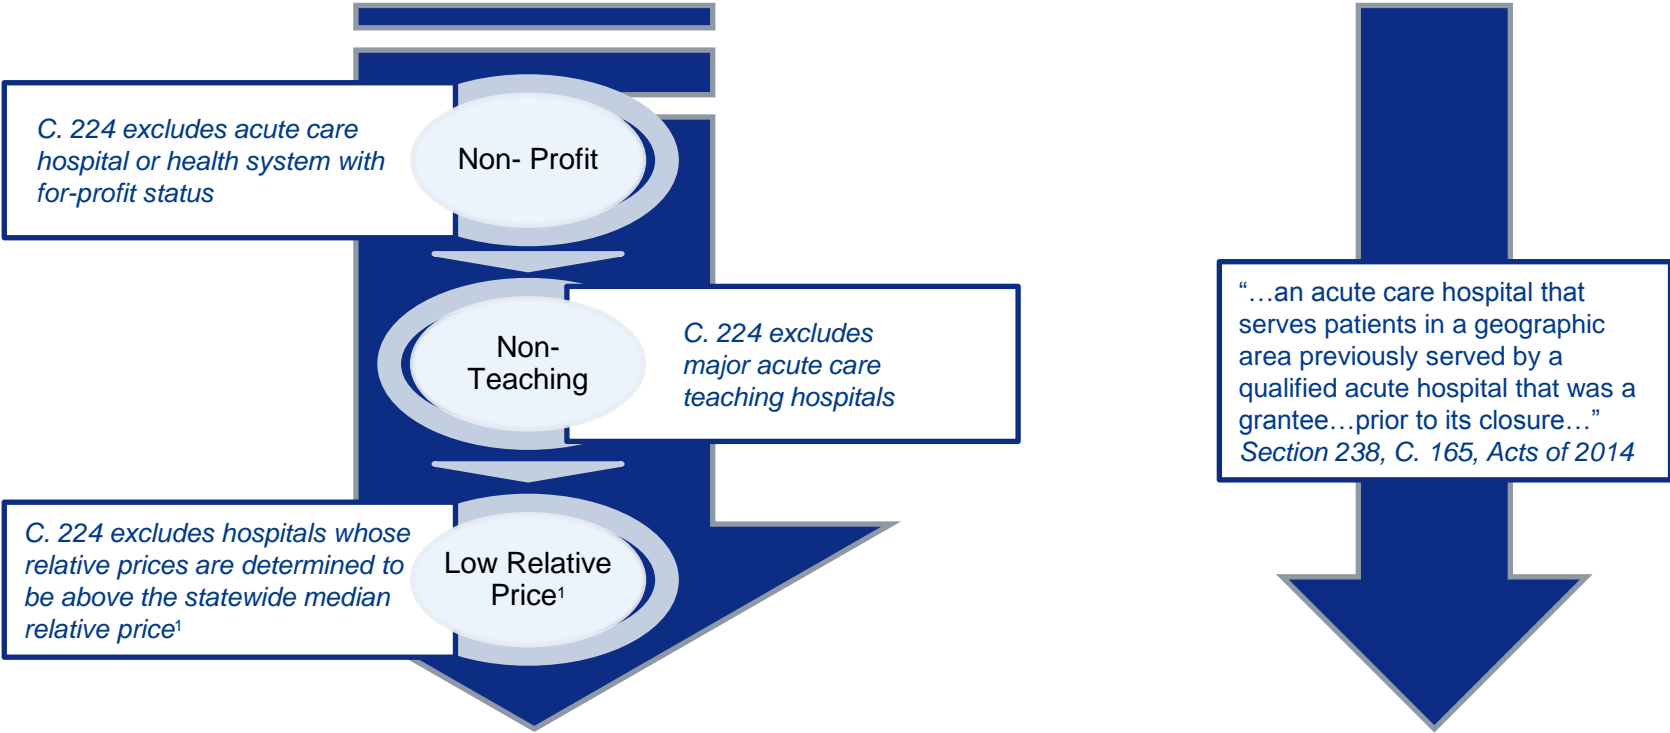 C. 224 excludes acute care
hospital or health system with
for-profit status
Non- Profit
Non-
Teaching
C. 224 excludes
major acute care
teaching hospitals
C. 224 excludes hospitals whose
relative prices are determined to
be above the statewide median
relative price¹
Low Relative
Price¹
“…an acute care hospital that
serves patients in a geographic
area previously served by a
qualified acute hospital that was a
grantee…prior to its closure…”
Section 238, C. 165, Acts of 2014